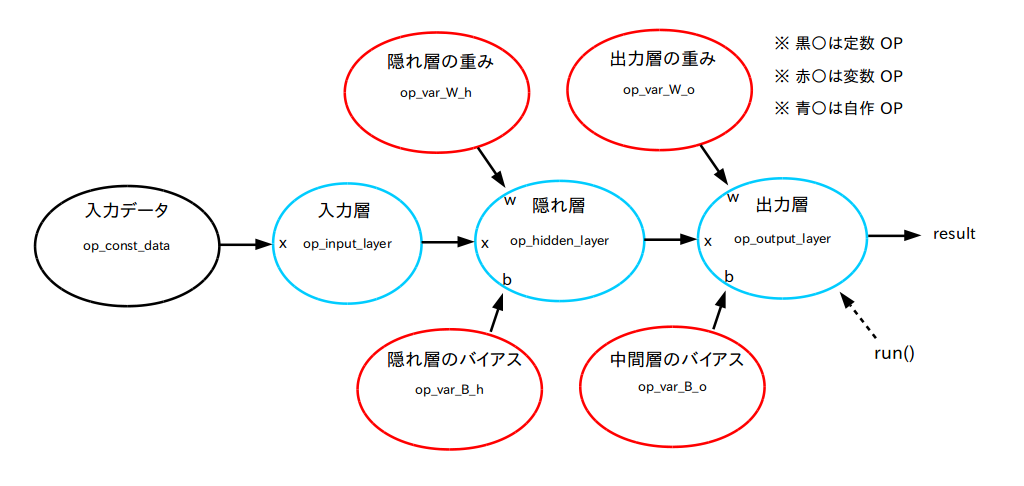 隠れ層の重み
op_var_W_h
出力層の重み
op_var_W_o
※ 黒〇は定数 OP
※ 赤〇は変数 OP
※ 青〇は自作 OP
入力データ
op_const_data
入力層
x
op_input_layer
w
隠れ層
x
op_hidden_layer
b
w
出力層
x
op_output_layer
b
result
run()
隠れ層のバイアス
op_var_B_h
中間層のバイアス
op_var_B_o